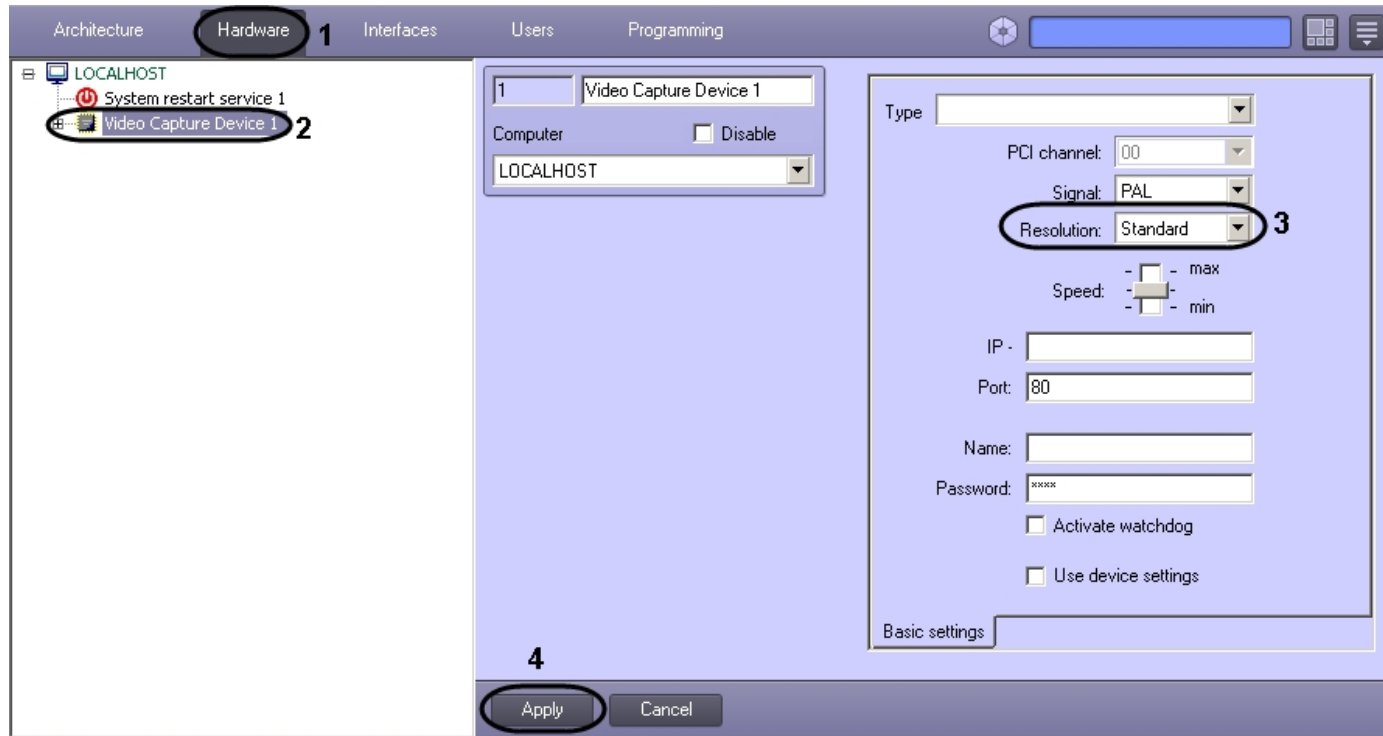 Architecture Hardware 1 Interfaces Users Programming
LOCALHOST
System restart service 1
Video Capture Device 1 2
1 Video Capture Device 1
Computer Disable
LOCALHOST
Type
PCI channel: 00
Signal: PAL
Resolution: Standard 3
- - max
Speed: - -
- - min
IP -
Port: 80
Name:
Password: ****
Activate watchdog
Use device settings
Basic settings
4
Apply Cancel